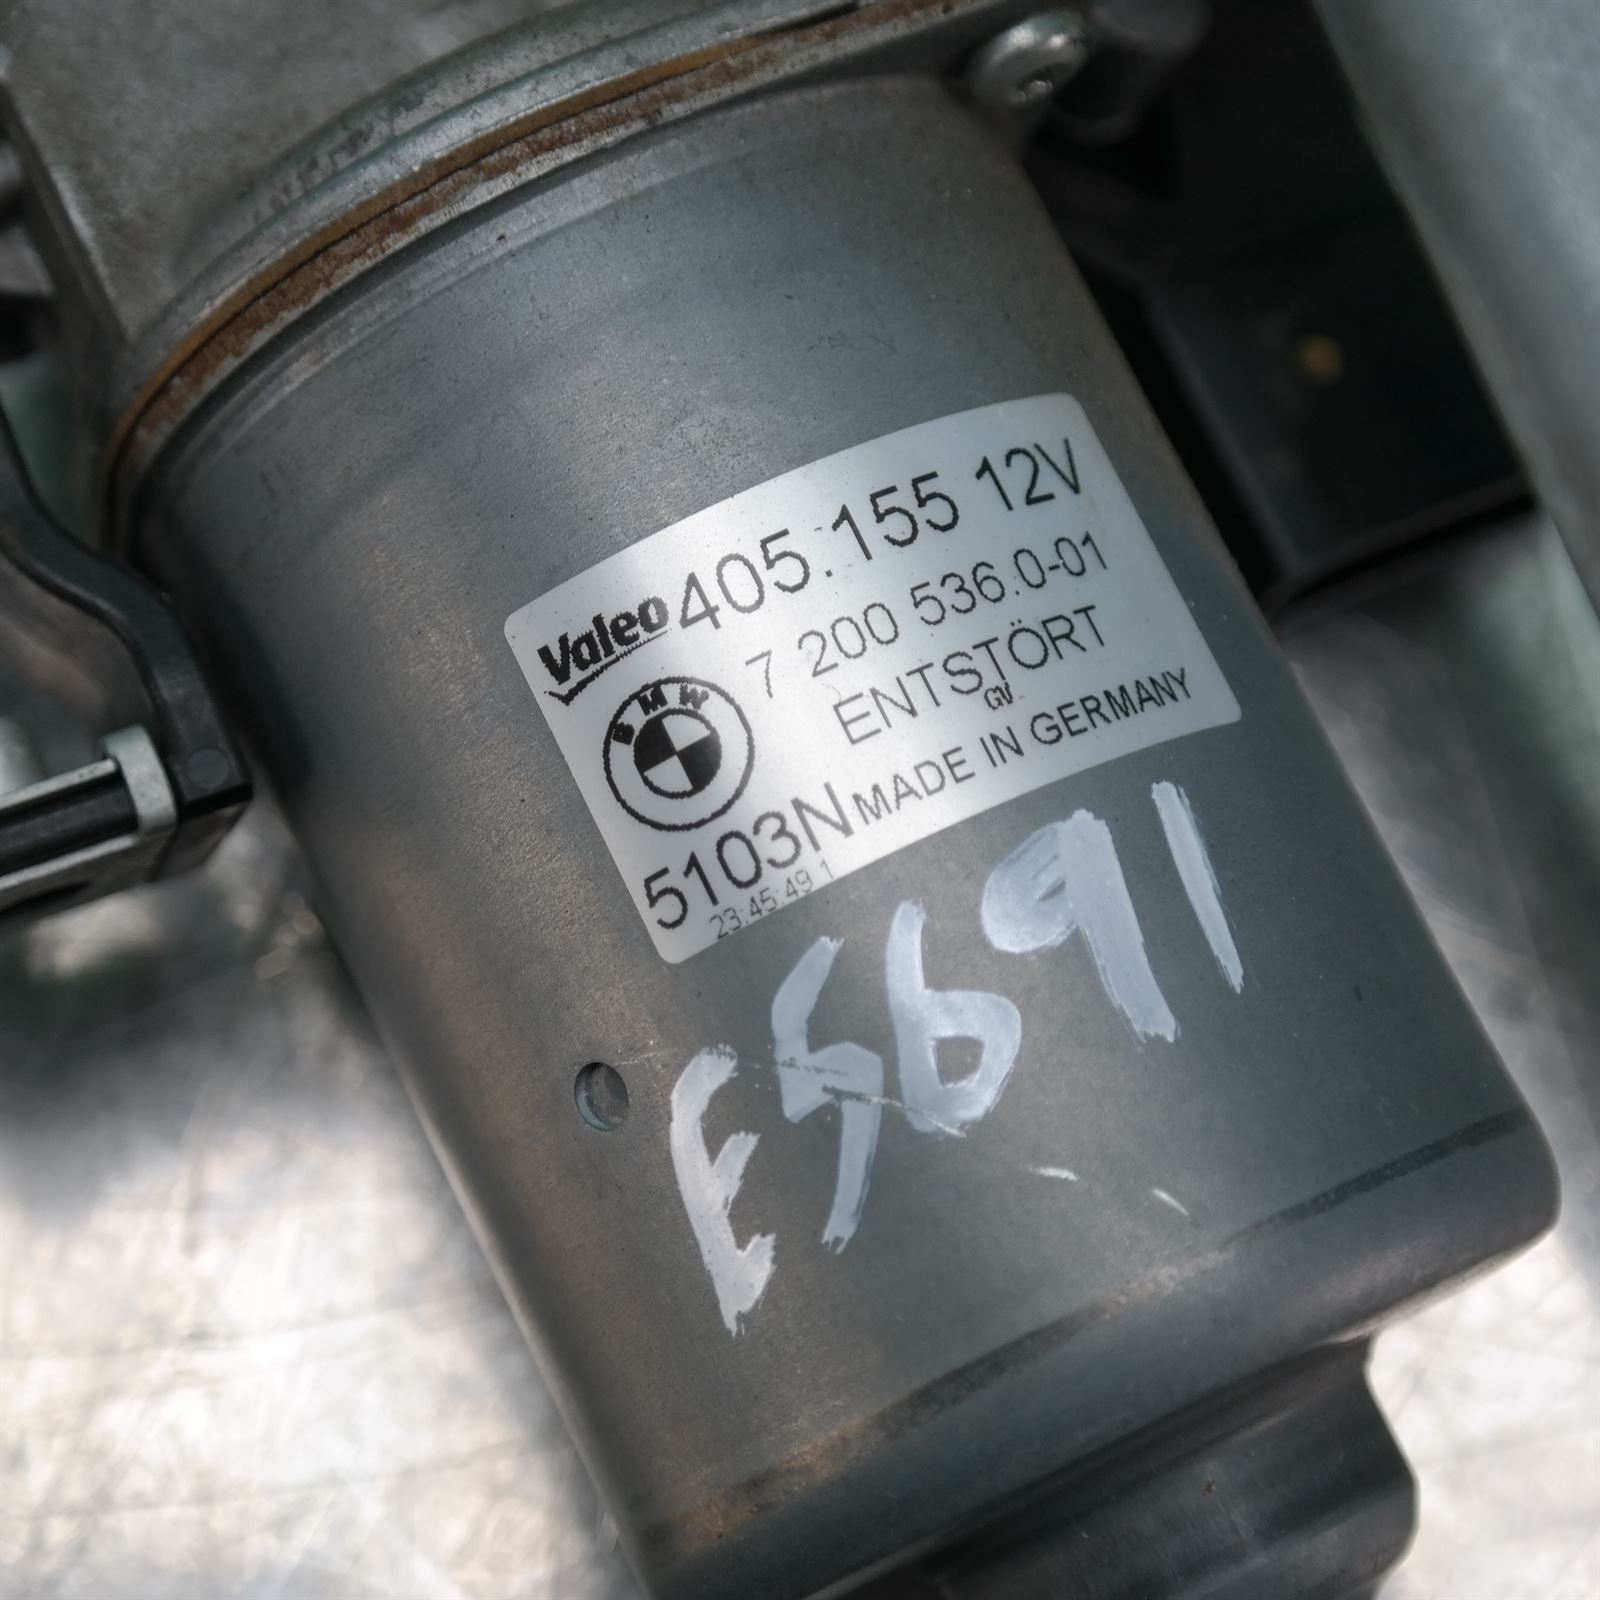 Valeo 405.155 12V
BMW 7 200 536.0-01
ENTSTÖRT
GV
5103N MADE IN GERMANY
23:45:49 1
E5691